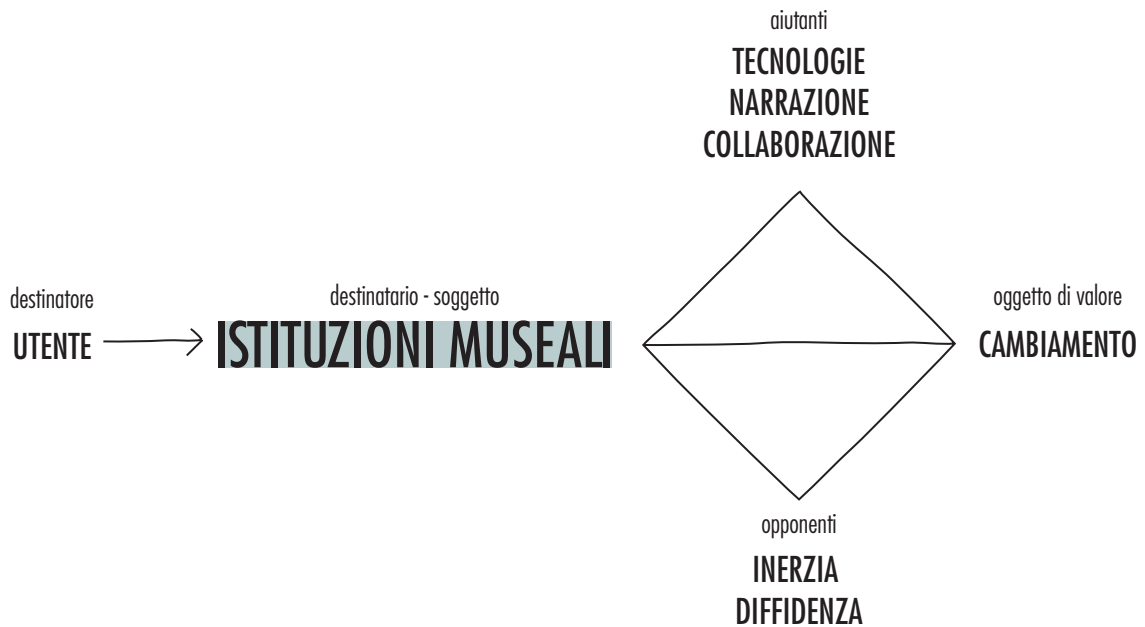 aiutanti
TECNOLOGIE
NARRAZIONE
COLLABORAZIONE
destinatore
UTENTE
destinatario - soggetto
ISTITUZIONI MUSEALI
oggetto di valore
CAMBIAMENTO
opponenti
INERZIA
DIFFIDENZA